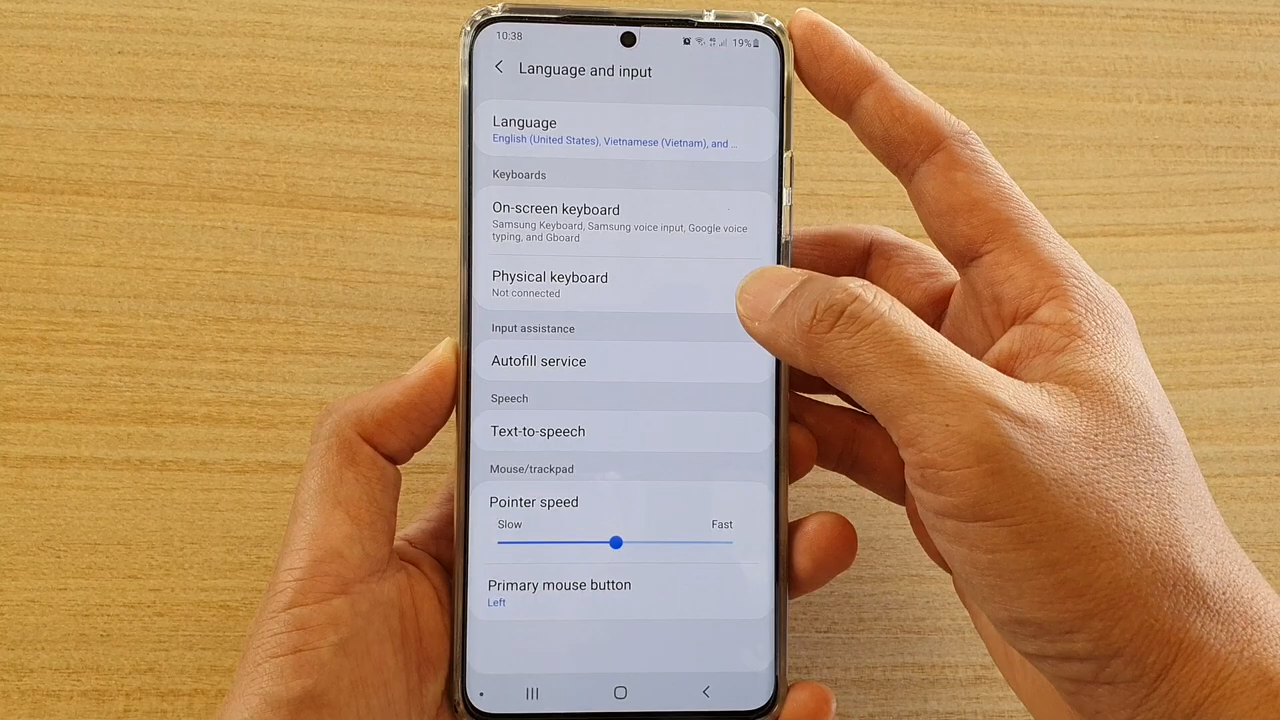 10:38
19%
Language and input
Language
English (United States), Vietnamese (Vietnam), and ...
Keyboards
On-screen keyboard
Samsung Keyboard, Samsung voice input, Google voice
typing, and Gboard
Physical keyboard
Not connected
Input assistance
Autofill service
Speech
Text-to-speech
Mouse/trackpad
Pointer speed
Slow Fast
Primary mouse button
Left